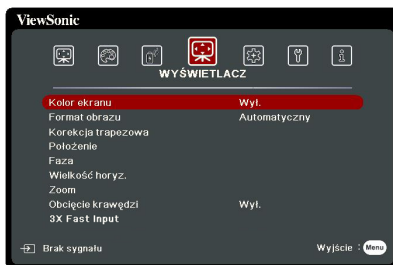 ViewSonic
WYŚWIETLACZ
Kolor ekranu Wył.
Format obrazu Automatyczny
Korekcja trapezowa
Położenie
Faza
Wielkość horyz.
Zoom
Obcięcie krawędzi Wył.
3X Fast Input
Brak sygnału Wyjście : Menu